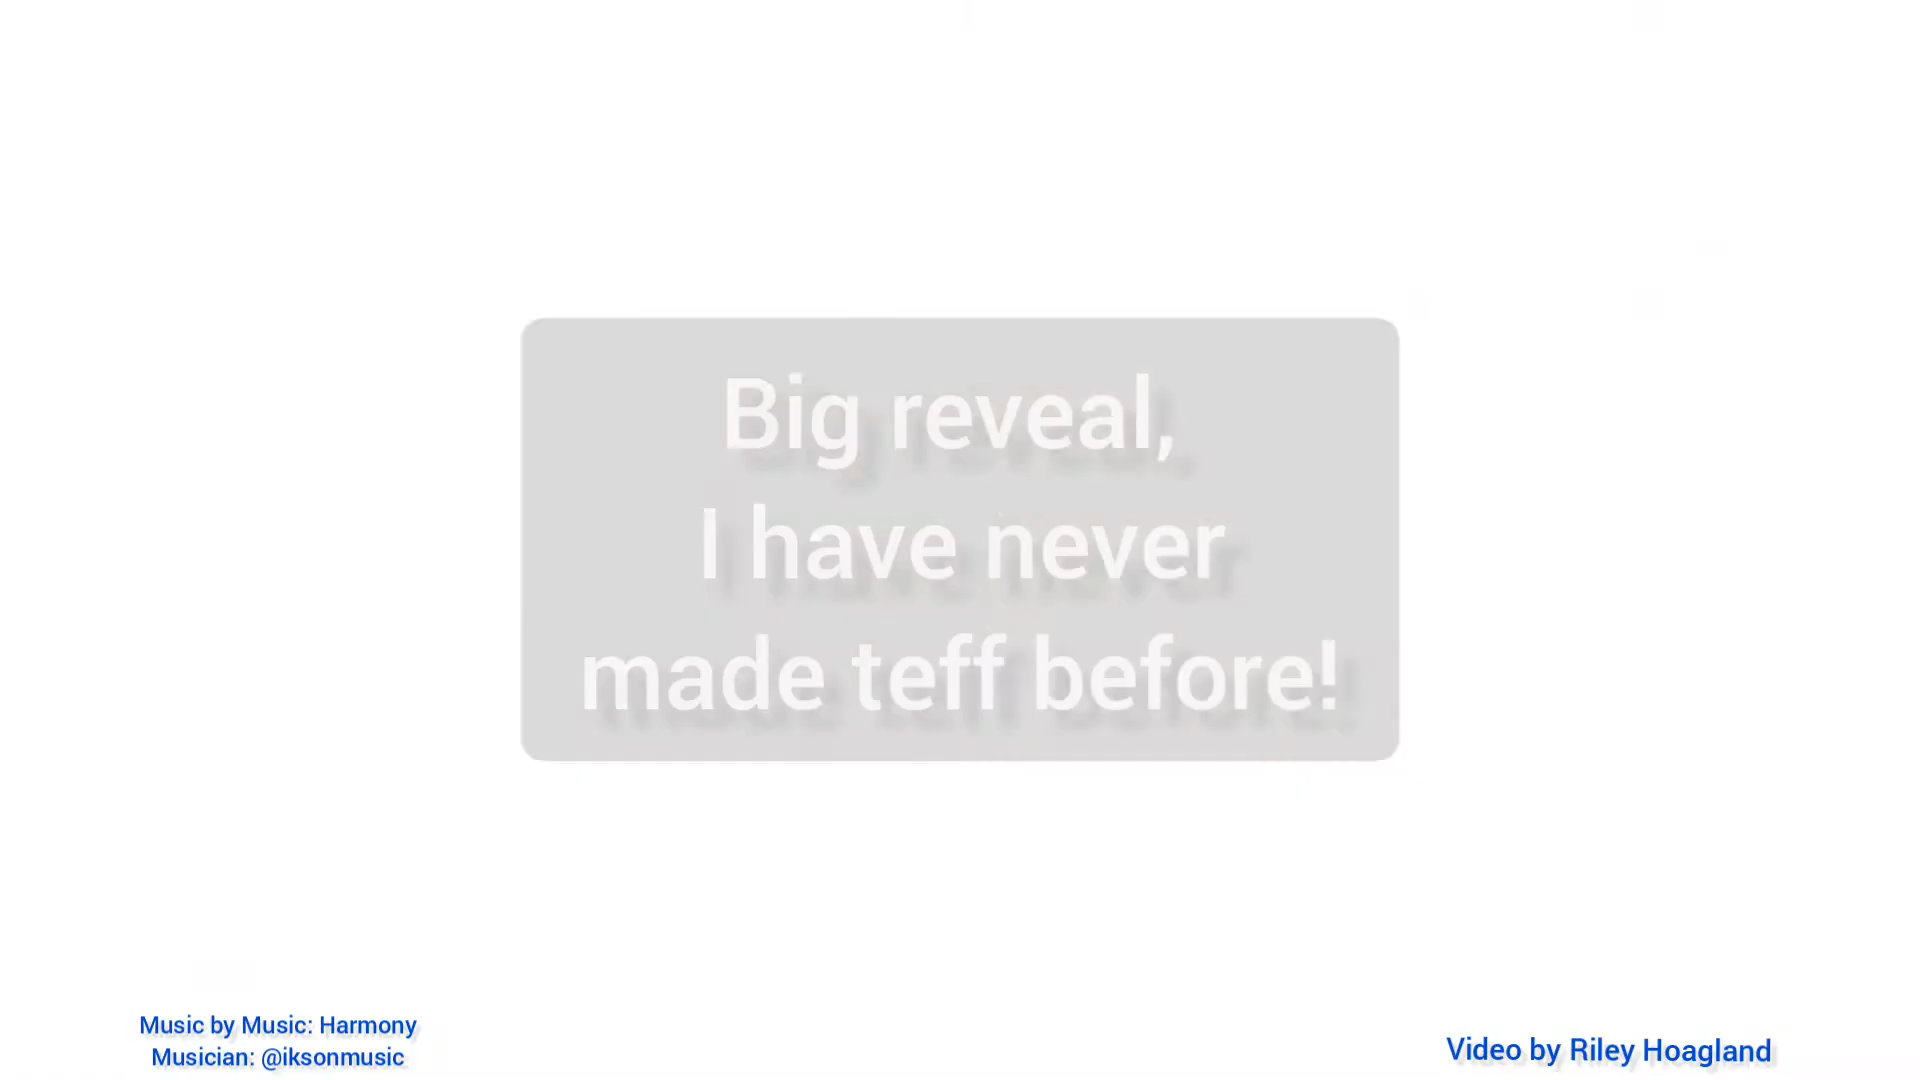 Big reveal,
I have never
made teff before!
Music by Music: Harmony
Musician: @iksonmusic
Video by Riley Hoagland